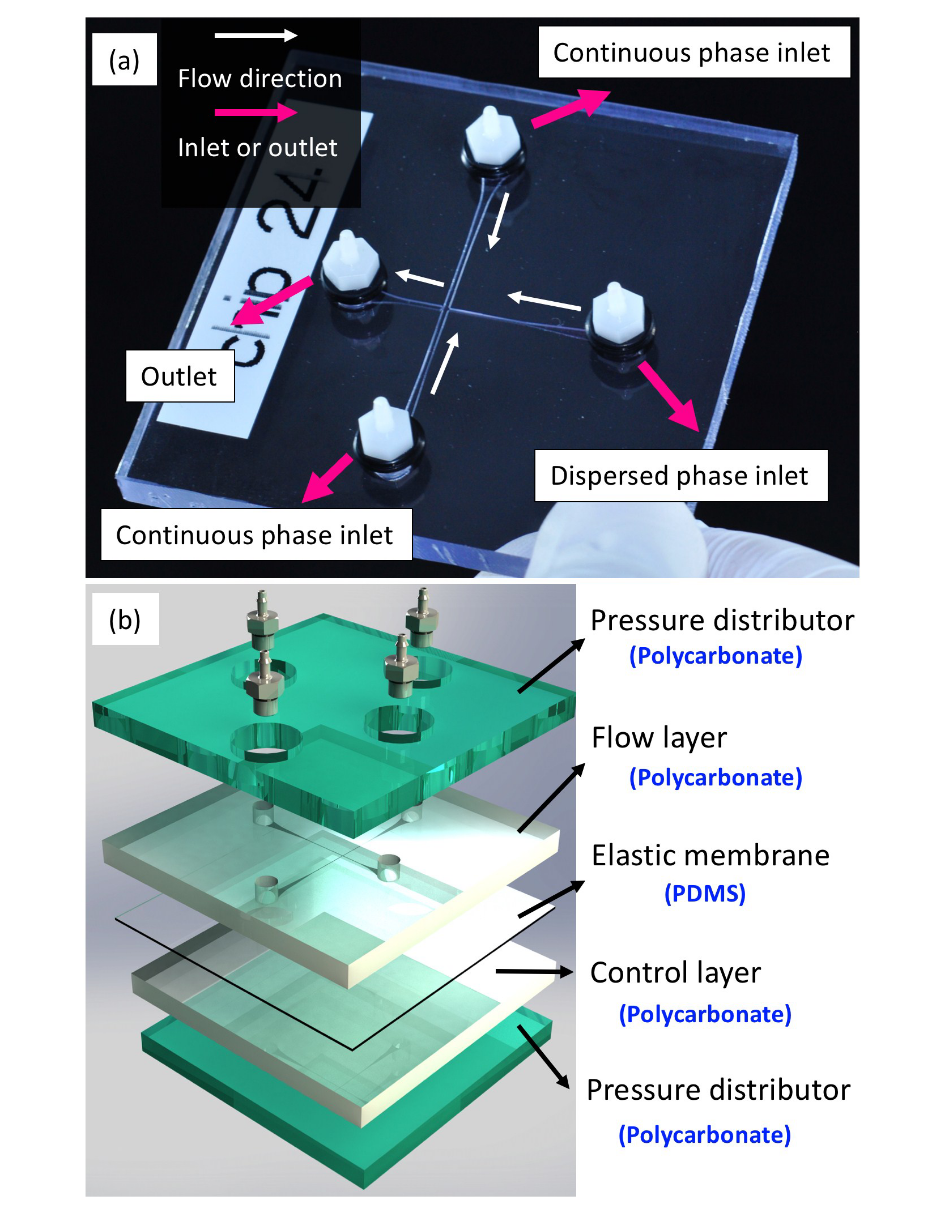 (a)
Flow direction
Inlet or outlet
Continuous phase inlet
chip 24
Outlet
Dispersed phase inlet
Continuous phase inlet
(b)
Pressure distributor
(Polycarbonate)
Flow layer
(Polycarbonate)
Elastic membrane
(PDMS)
Control layer
(Polycarbonate)
Pressure distributor
(Polycarbonate)